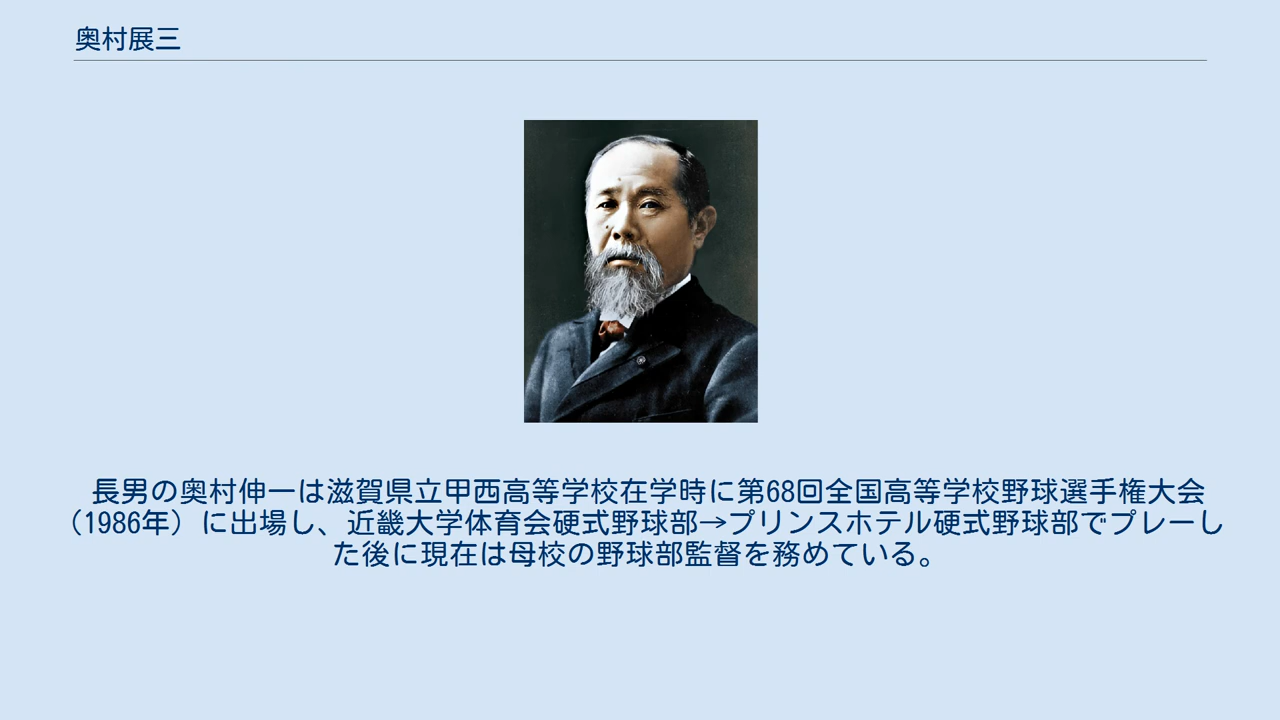 奥村展三
長男の奥村伸一は滋賀県立甲西高等学校在学時に第68回全国高等学校野球選手権大会
（1986年）に出場し、近畿大学体育会硬式野球部→プリンスホテル硬式野球部でプレーし
た後に現在は母校の野球部監督を務めている。